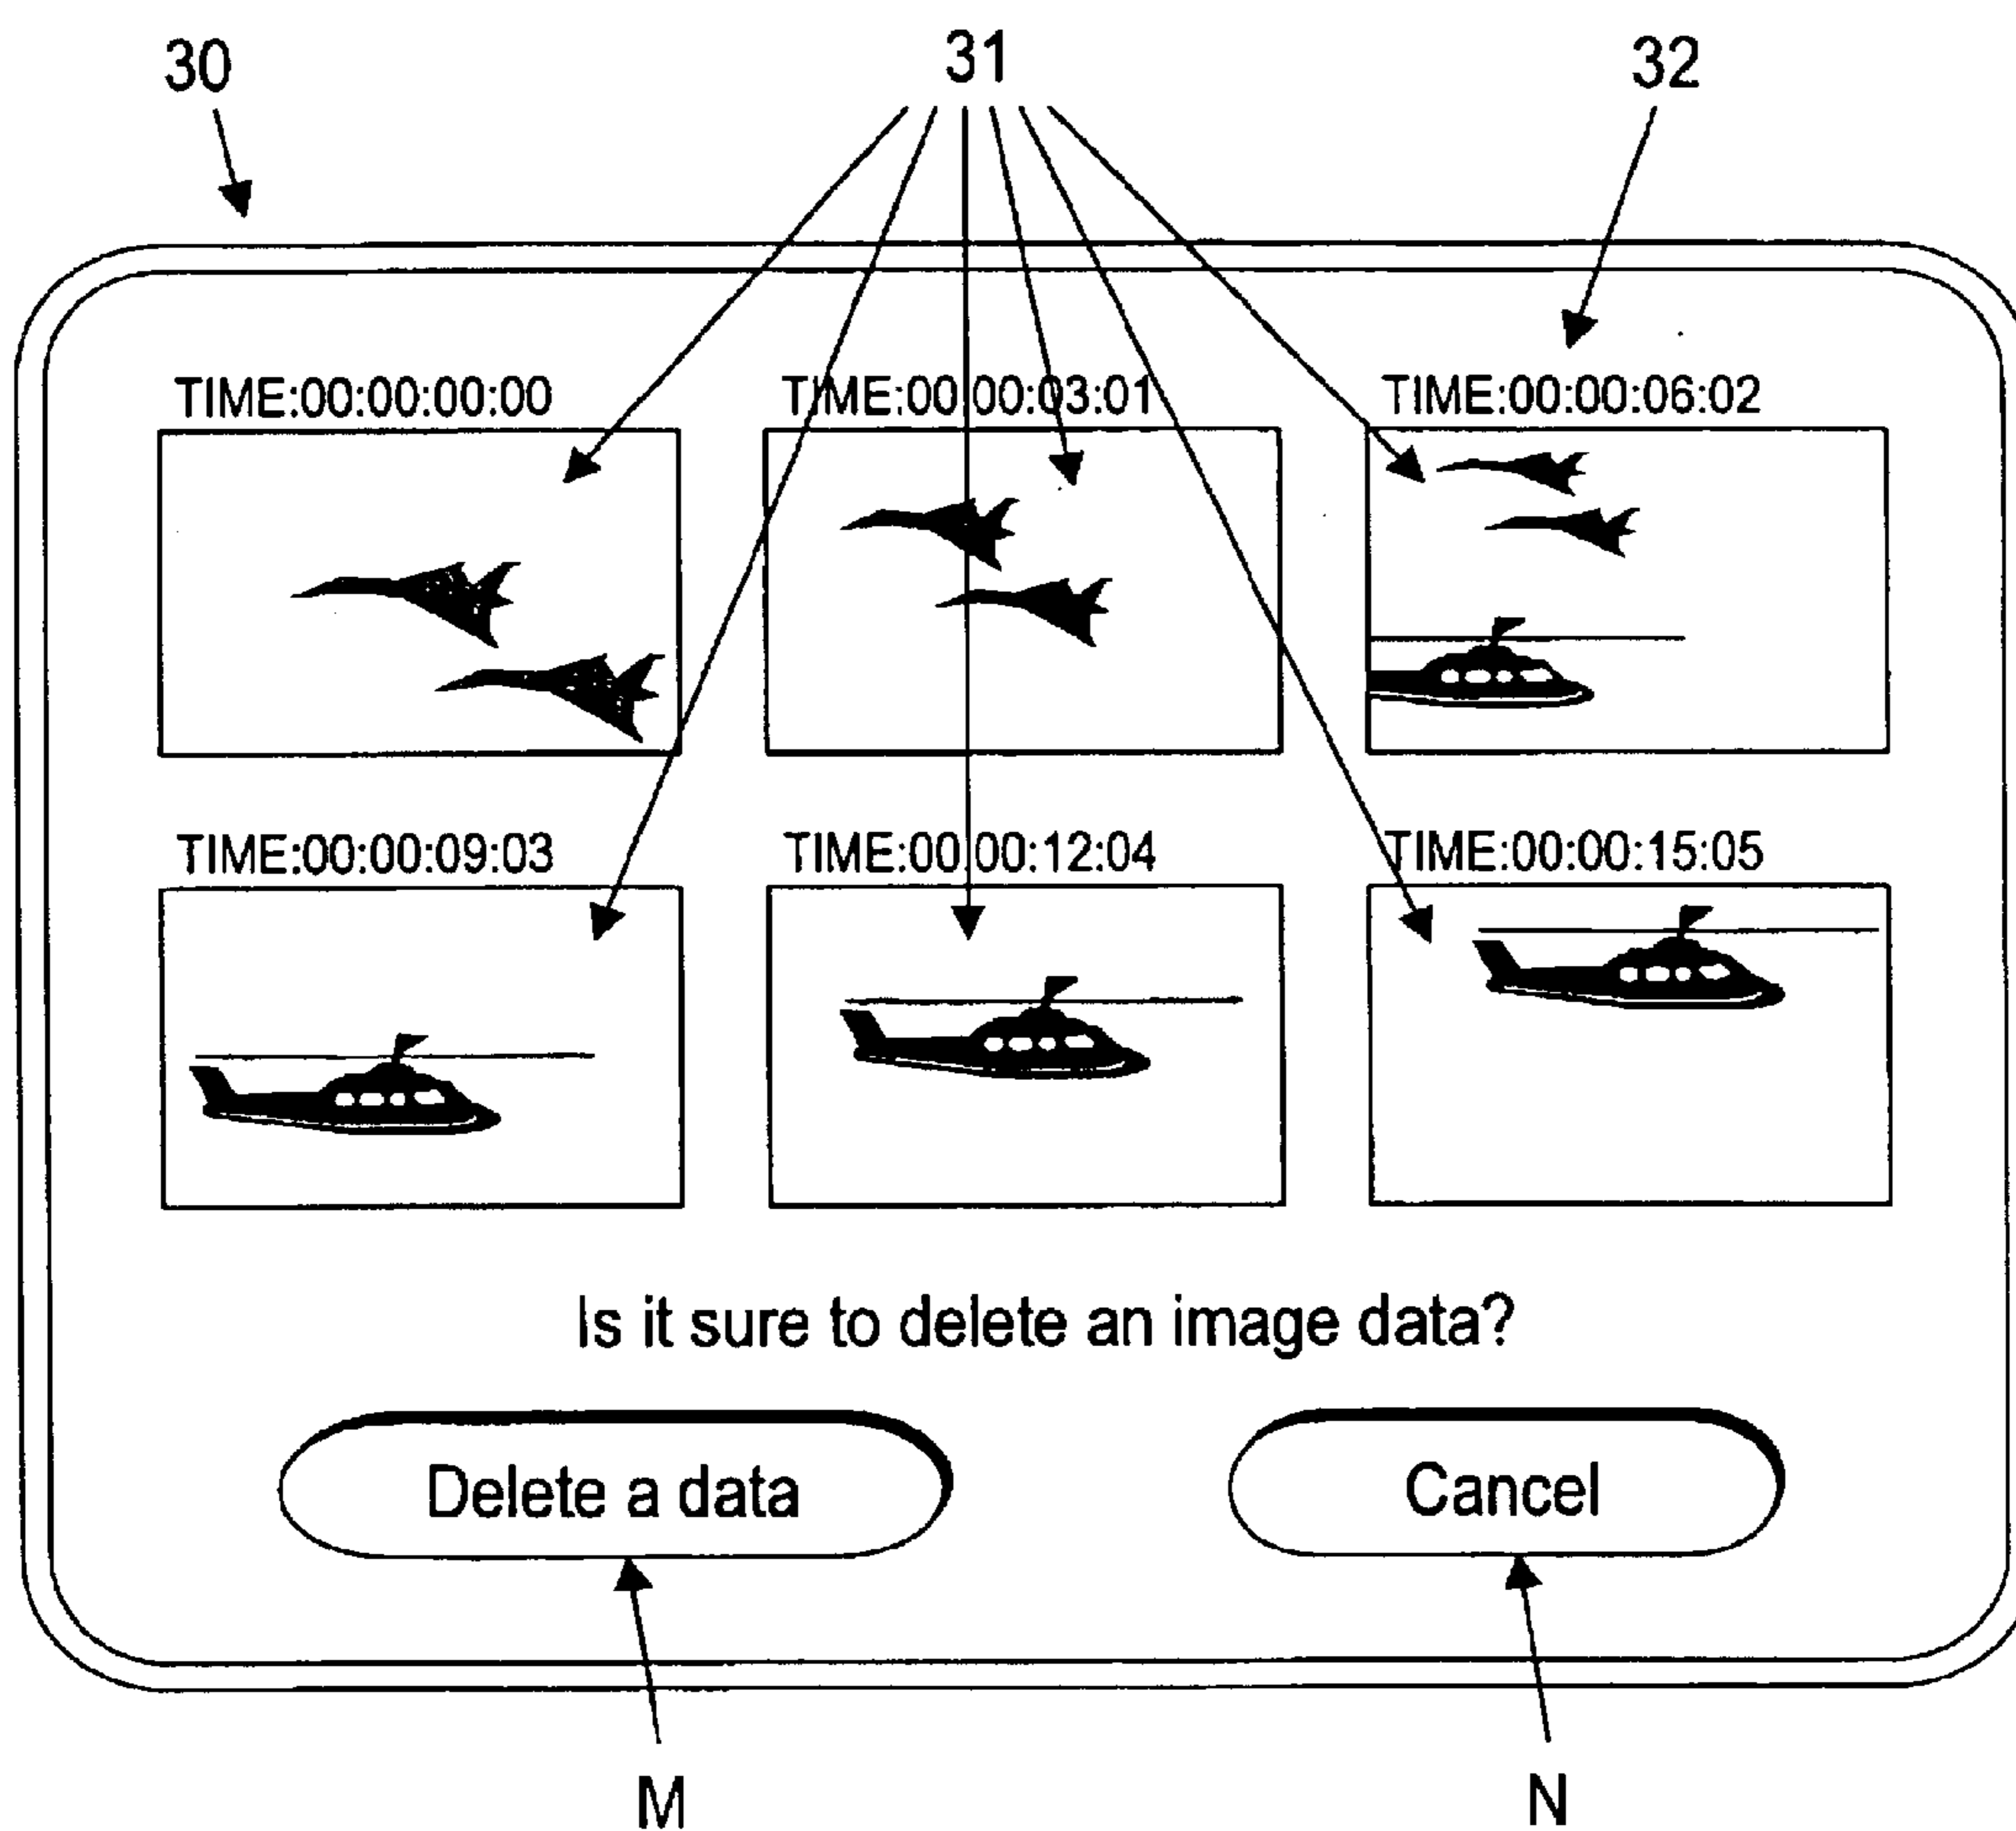 30 31 32
TIME:00:00:00:00 TIME:00:00:03:01 TIME:00:00:06:02
TIME:00:00:09:03 TIME:00:00:12:04 TIME:00:00:15:05
Is it sure to delete an image data?
Delete a data Cancel
M N